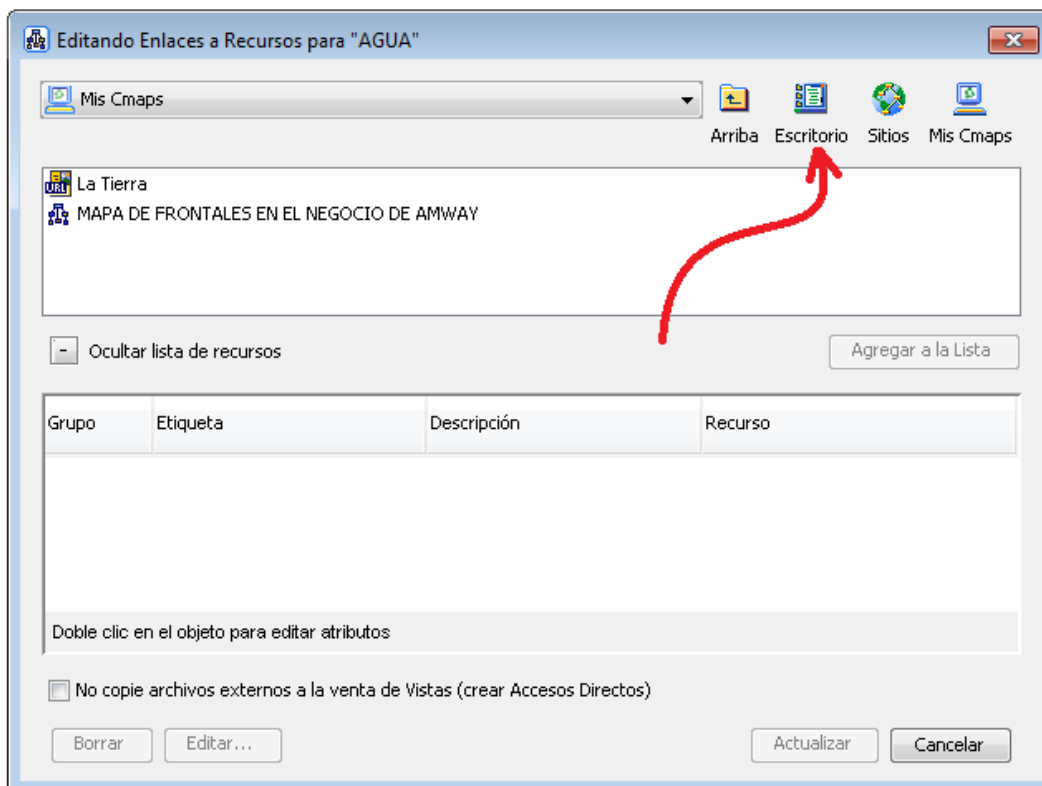 Editando Enlaces a Recursos para "AGUA"
Mis Cmaps
Arriba Escritorio Sitios Mis Cmaps
URL La Tierra
MAPA DE FRONTALES EN EL NEGOCIO DE AMWAY
- Ocultar lista de recursos
Agregar a la Lista
Grupo Etiqueta Descripción Recurso
Doble clic en el objeto para editar atributos
No copie archivos externos a la venta de Vistas (crear Accesos Directos)
Borrar Editar... Actualizar Cancelar